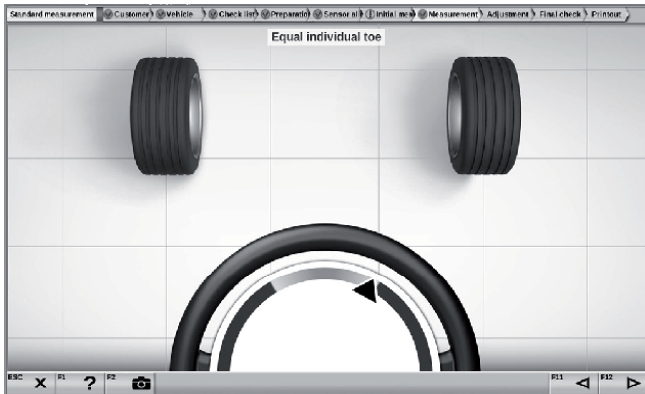 Standard measurement Customer Vehicle Check list Preparatio Sensor al Initial mea Measurement Adjustment Final check Printout
Equal individual toe
ESC F1 ? F2 F11 F12